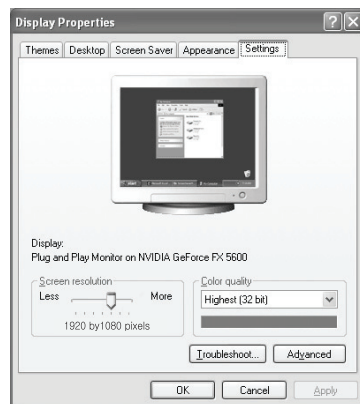 Display Properties
Themes Desktop Screen Saver Appearance Settings
Display:
Plug and Play Monitor on NVIDIA GeForce FX 5600
Screen resolution
Less More
1920 by1080 pixels
Color quality
Highest (32 bit)
Troubleshoot... Advanced
OK Cancel Apply